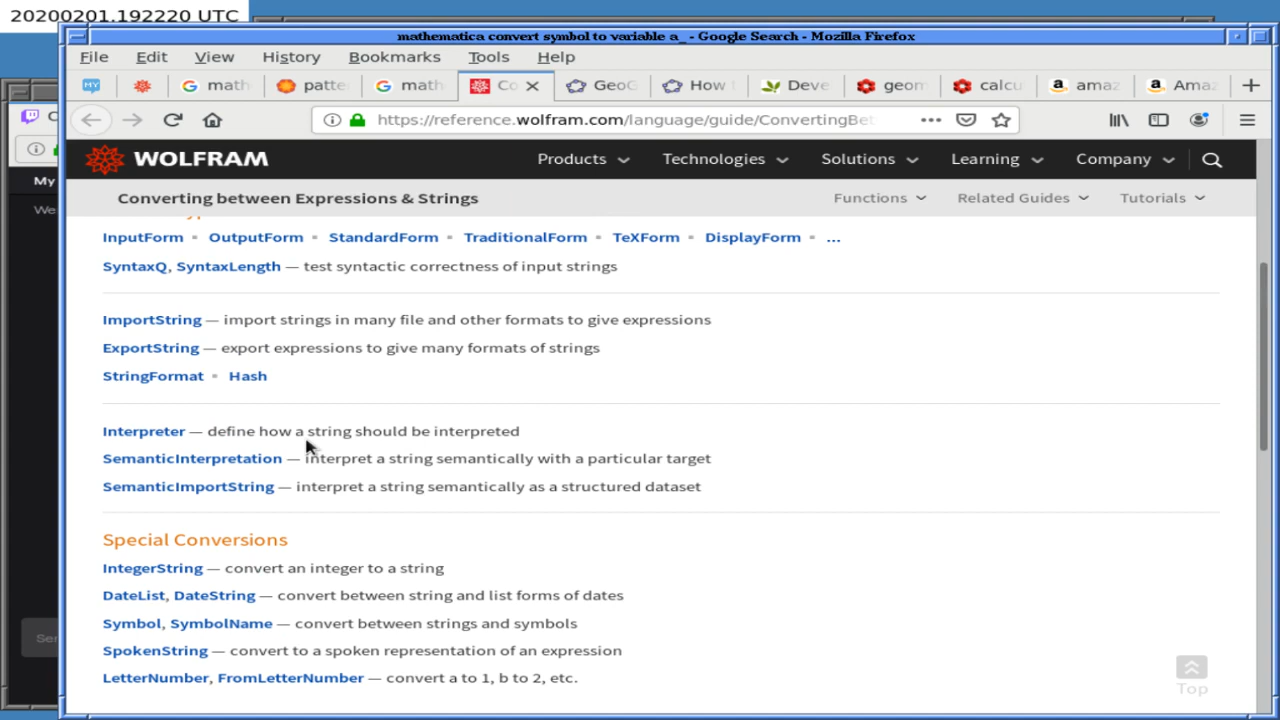 20200201.192220 UTC
mathematica convert symbol to variable a_ - Google Search - Mozilla Firefox
File Edit View History Bookmarks Tools Help
MY math patte math Co GeoG How Deve geom calcu amaz Amaz
https://reference.wolfram.com/language/guide/ConvertingBet
WOLFRAM Products Technologies Solutions Learning Company
My
Converting between Expressions & Strings Functions Related Guides Tutorials
We
InputForm ▪ OutputForm ▪ StandardForm ▪ TraditionalForm ▪ TeXForm ▪ DisplayForm ▪ ...
SyntaxQ, SyntaxLength — test syntactic correctness of input strings
ImportString — import strings in many file and other formats to give expressions
ExportString — export expressions to give many formats of strings
StringFormat ▪ Hash
Interpreter — define how a string should be interpreted
SemanticInterpretation — interpret a string semantically with a particular target
SemanticImportString — interpret a string semantically as a structured dataset
Special Conversions
IntegerString — convert an integer to a string
DateList, DateString — convert between string and list forms of dates
Symbol, SymbolName — convert between strings and symbols
Sen
SpokenString — convert to a spoken representation of an expression
LetterNumber, FromLetterNumber — convert a to 1, b to 2, etc.
Top